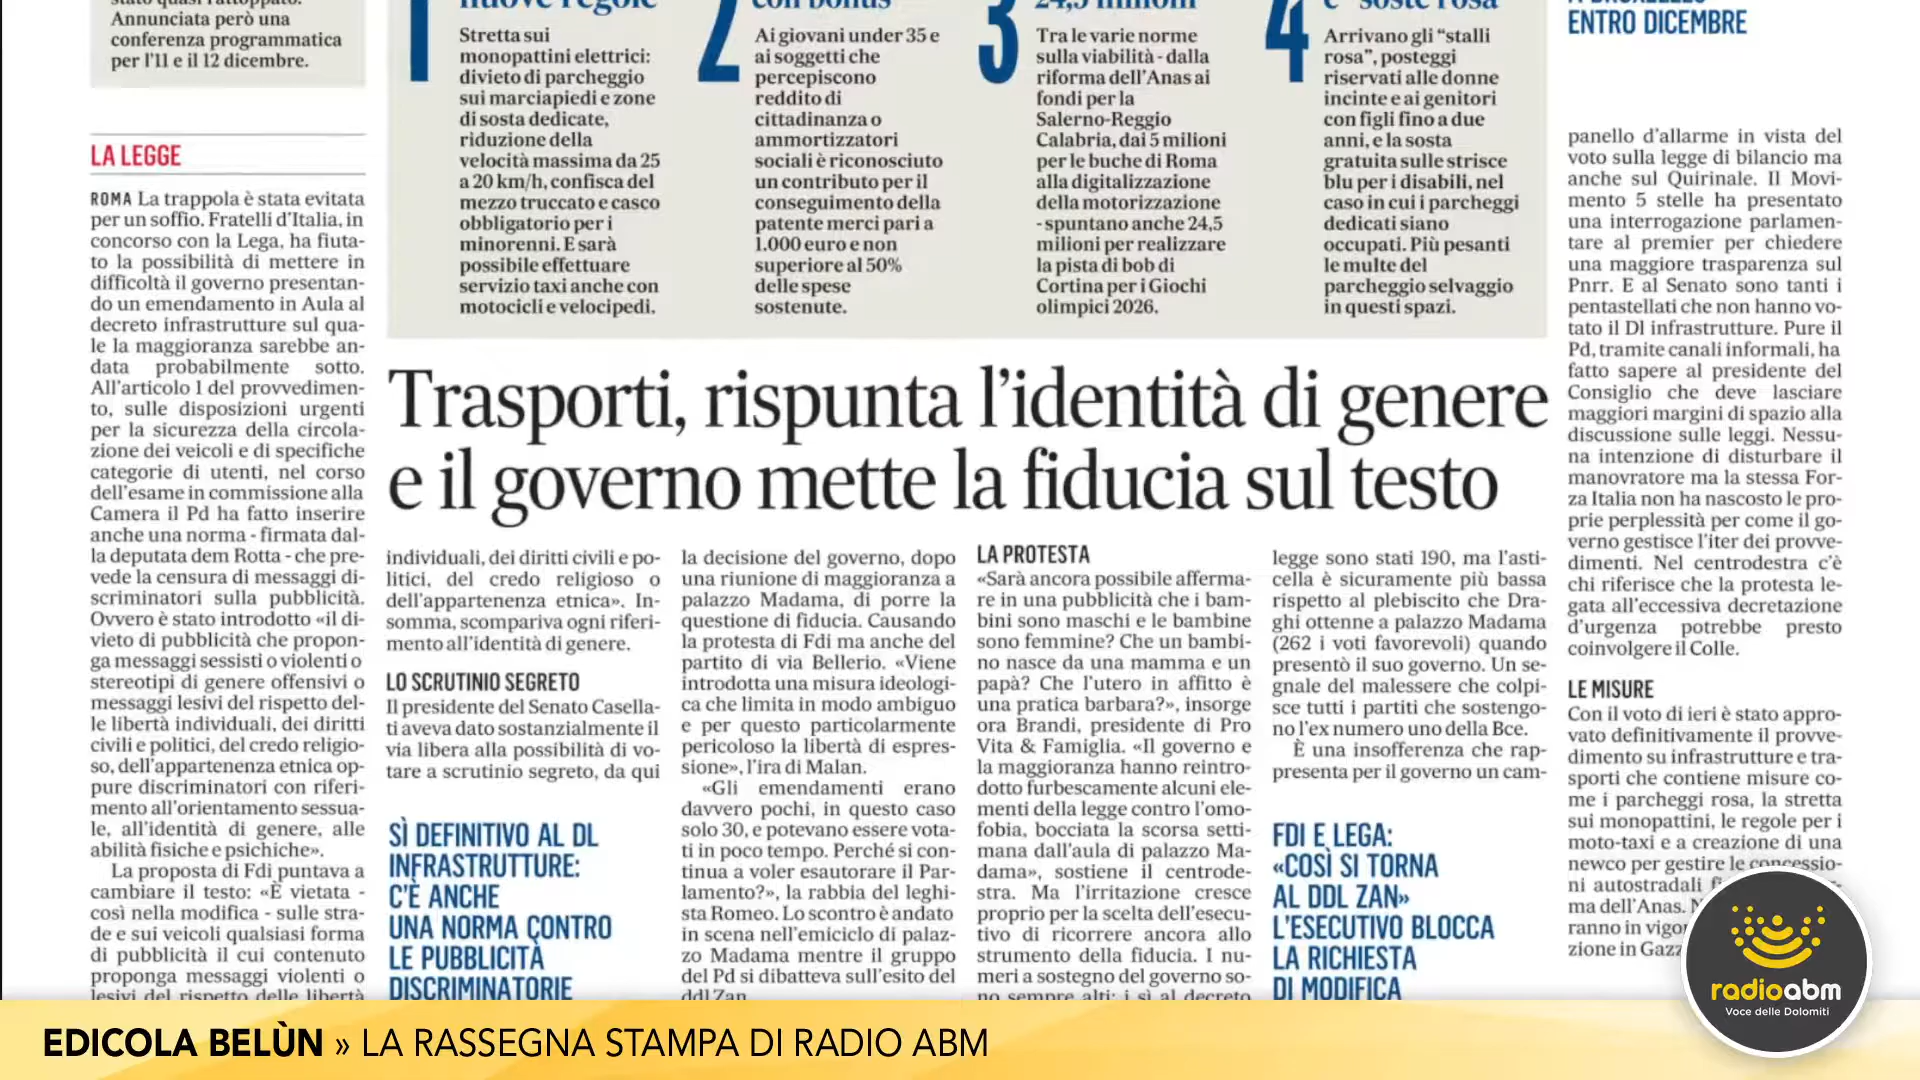 Annunciata però una
conferenza programmatica
per l'11 e il 12 dicembre.
LA LEGGE
ROMA La trappola è stata evitata
per un soffio. Fratelli d'Italia, in
concorso con la Lega, ha fiuta-
to la possibilità di mettere in
difficoltà il governo presentan-
do un emendamento in Aula al
decreto infrastrutture sul qua-
le la maggioranza sarebbe an-
data probabilmente sotto.
All'articolo 1 del provvedimen-
to, sulle disposizioni urgenti
per la sicurezza della circola-
zione dei veicoli e di specifiche
categorie di utenti, nel corso
dell'esame in commissione alla
Camera il Pd ha fatto inserire
anche una norma - firmata dal-
la deputata dem Rotta - che pre-
vede la censura di messaggi di-
scriminatori sulla pubblicità.
Ovvero è stato introdotto «il di-
vieto di pubblicità che propon-
ga messaggi sessisti o violenti o
stereotipi di genere offensivi o
messaggi lesivi del rispetto del-
le libertà individuali, dei diritti
civili e politici, del credo religio-
so, dell'appartenenza etnica op-
pure discriminatori con riferi-
mento all'orientamento sessua-
le, all'identità di genere, alle
abilità fisiche e psichiche».
La proposta di Fdi puntava a
cambiare il testo: «È vietata -
così nella modifica - sulle stra-
de e sui veicoli qualsiasi forma
di pubblicità il cui contenuto
proponga messaggi violenti o
lesivi del rispetto delle libertà
1
nuove regole
Stretta sui
monopattini elettrici:
divieto di parcheggio
sui marciapiedi e zone
di sosta dedicate,
riduzione della
velocità massima da 25
a 20 km/h, confisca del
mezzo truccato e casco
obbligatorio per i
minorenni. E sarà
possibile effettuare
servizio taxi anche con
motocicli e velocipedi.
2
con bonus
Ai giovani under 35 e
ai soggetti che
percepiscono
reddito di
cittadinanza o
ammortizzatori
sociali è riconosciuto
un contributo per il
conseguimento della
patente merci pari a
1.000 euro e non
superiore al 50%
delle spese
sostenute.
3
24,5 milioni
Tra le varie norme
sulla viabilità - dalla
riforma dell'Anas ai
fondi per la
Salerno-Reggio
Calabria, dai 5 milioni
per le buche di Roma
alla digitalizzazione
della motorizzazione
- spuntano anche 24,5
milioni per realizzare
la pista di bob di
Cortina per i Giochi
olimpici 2026.
4
e "soste rosa"
Arrivano gli “stalli
rosa”, posteggi
riservati alle donne
incinte e ai genitori
con figli fino a due
anni, e la sosta
gratuita sulle strisce
blu per i disabili, nel
caso in cui i parcheggi
dedicati siano
occupati. Più pesanti
le multe del
parcheggio selvaggio
in questi spazi.
Trasporti, rispunta l'identità di genere
e il governo mette la fiducia sul testo
individuali, dei diritti civili e po-
litici, del credo religioso o
dell'appartenenza etnica». In-
somma, scompariva ogni riferi-
mento all'identità di genere.
LO SCRUTINIO SEGRETO
Il presidente del Senato Casella-
ti aveva dato sostanzialmente il
via libera alla possibilità di vo-
tare a scrutinio segreto, da qui
SÌ DEFINITIVO AL DL
INFRASTRUTTURE:
C'È ANCHE
UNA NORMA CONTRO
LE PUBBLICITÀ
DISCRIMINATORIE
la decisione del governo, dopo
una riunione di maggioranza a
palazzo Madama, di porre la
questione di fiducia. Causando
la protesta di Fdi ma anche del
partito di via Bellerio. «Viene
introdotta una misura ideologi-
ca che limita in modo ambiguo
e per questo particolarmente
pericoloso la libertà di espres-
sione», l'ira di Malan.
«Gli emendamenti erano
davvero pochi, in questo caso
solo 30, e potevano essere vota-
ti in poco tempo. Perché si con-
tinua a voler esautorare il Par-
lamento?», la rabbia del leghi-
sta Romeo. Lo scontro è andato
in scena nell'emiciclo di palaz-
zo Madama mentre il gruppo
del Pd si dibatteva sull'esito del
ddl Zan.
LA PROTESTA
«Sarà ancora possibile afferma-
re in una pubblicità che i bam-
bini sono maschi e le bambine
sono femmine? Che un bambi-
no nasce da una mamma e un
papà? Che l'utero in affitto è
una pratica barbara?», insorge
ora Brandi, presidente di Pro
Vita & Famiglia. «Il governo e
la maggioranza hanno reintro-
dotto furbescamente alcuni ele-
menti della legge contro l'omo-
fobia, bocciata la scorsa setti-
mana dall'aula di palazzo Ma-
dama», sostiene il centrode-
stra. Ma l'irritazione cresce
proprio per la scelta dell'esecu-
tivo di ricorrere ancora allo
strumento della fiducia. I nu-
meri a sostegno del governo so-
no sempre alti: i sì al decreto
legge sono stati 190, ma l'asti-
cella è sicuramente più bassa
rispetto al plebiscito che Dra-
ghi ottenne a palazzo Madama
(262 i voti favorevoli) quando
presentò il suo governo. Un se-
gnale del malessere che colpi-
sce tutti i partiti che sostengo-
no l'ex numero uno della Bce.
È una insofferenza che rap-
presenta per il governo un cam-
FDI E LEGA:
«COSÌ SI TORNA
AL DDL ZAN»
L'ESECUTIVO BLOCCA
LA RICHIESTA
DI MODIFICA
A BRUXELLES
ENTRO DICEMBRE
panello d'allarme in vista del
voto sulla legge di bilancio ma
anche sul Quirinale. Il Movi-
mento 5 stelle ha presentato
una interrogazione parlamen-
tare al premier per chiedere
una maggiore trasparenza sul
Pnrr. E al Senato sono tanti i
pentastellati che non hanno vo-
tato il Dl infrastrutture. Pure il
Pd, tramite canali informali, ha
fatto sapere al presidente del
Consiglio che deve lasciare
maggiori margini di spazio alla
discussione sulle leggi. Nessu-
na intenzione di disturbare il
manovratore ma la stessa For-
za Italia non ha nascosto le pro-
prie perplessità per come il go-
verno gestisce l'iter dei provve-
dimenti. Nel centrodestra c'è
chi riferisce che la protesta le-
gata all'eccessiva decretazione
d'urgenza potrebbe presto
coinvolgere il Colle.
LE MISURE
Con il voto di ieri è stato appro-
vato definitivamente il provve-
dimento su infrastrutture e tra-
sporti che contiene misure co-
me i parcheggi rosa, la stretta
sui monopattini, le regole per i
moto-taxi e a creazione di una
newco per gestire le concessio-
ni autostradali
ma dell'Anas.
ranno in vigo
zione in Gazz
radioabm
Voce delle Dolomiti
EDICOLA BELÙN » LA RASSEGNA STAMPA DI RADIO ABM